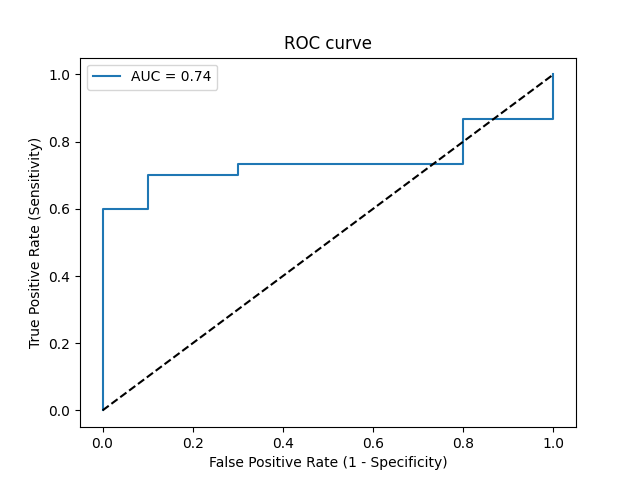 ROC curve
AUC = 0.74
True Positive Rate (Sensitivity)
1.0
0.8
0.6
0.4
0.2
0.0
0.0 0.2 0.4 0.6 0.8 1.0
False Positive Rate (1 - Specificity)